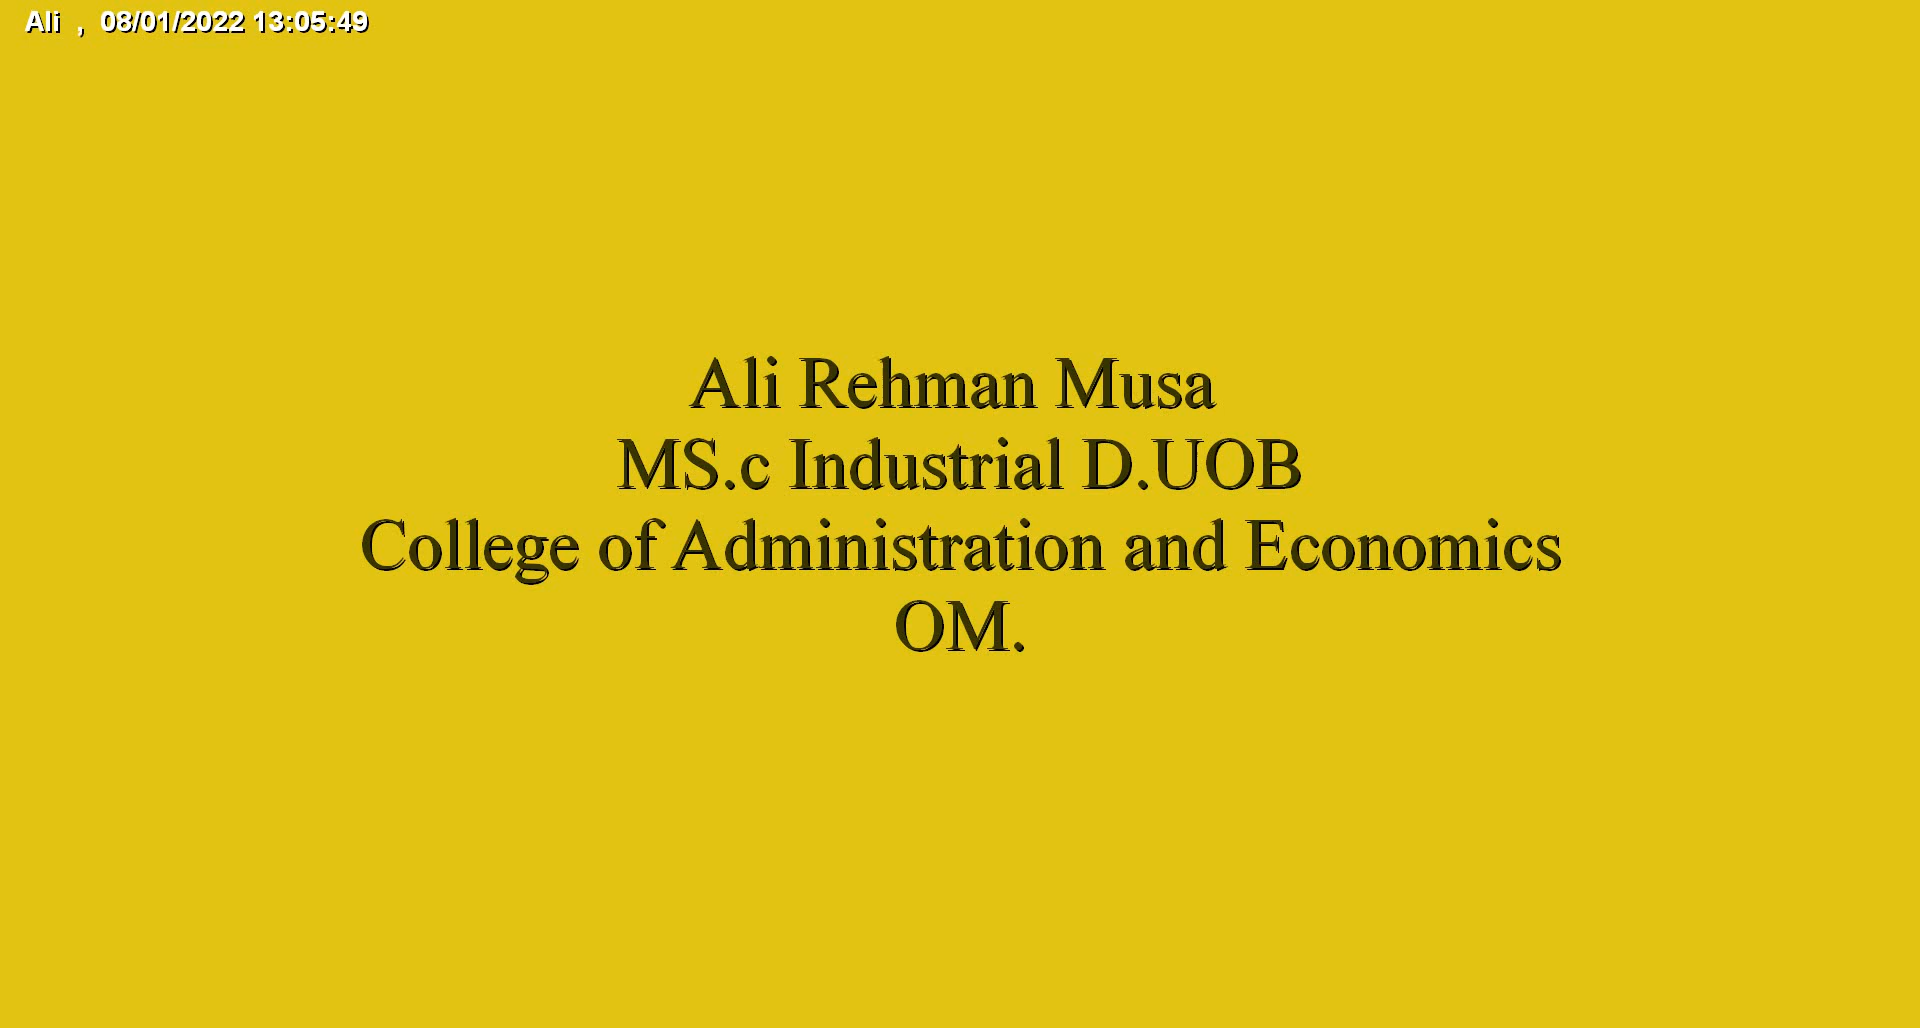 Ali , 08/01/2022 13:05:49
Ali Rehman Musa
MS.c Industrial D.UOB
College of Administration and Economics
OM.